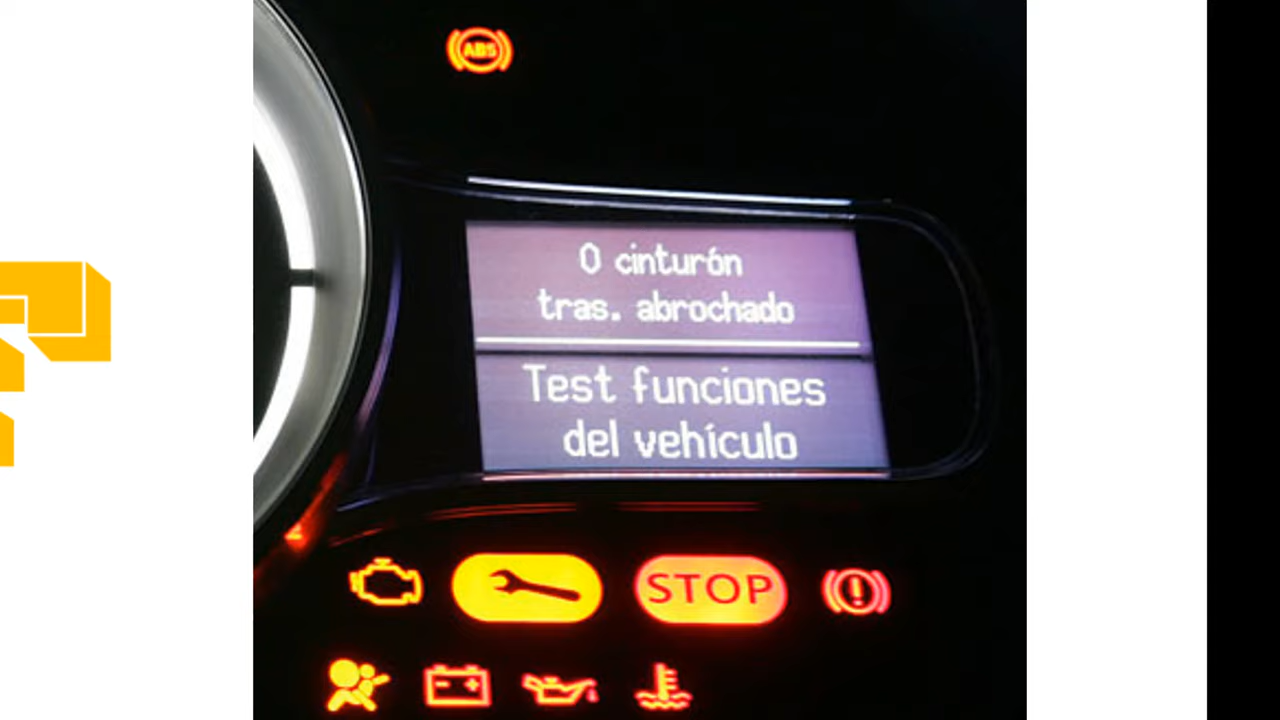 ABS
0 cinturón
tras. abrochado
Test funciones
del vehículo
STOP